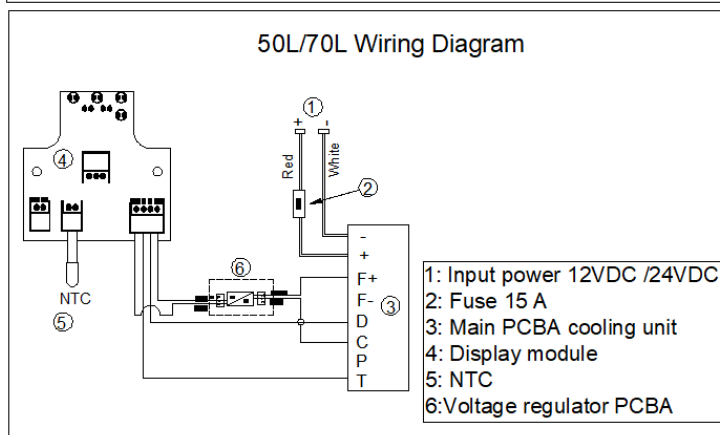 50L/70L Wiring Diagram
1
+ -
Red
White
2
4
NTC
5
6
3
-
+
F+
F-
D
C
P
T
1: Input power 12VDC /24VDC
2: Fuse 15 A
3: Main PCBA cooling unit
4: Display module
5: NTC
6:Voltage regulator PCBA